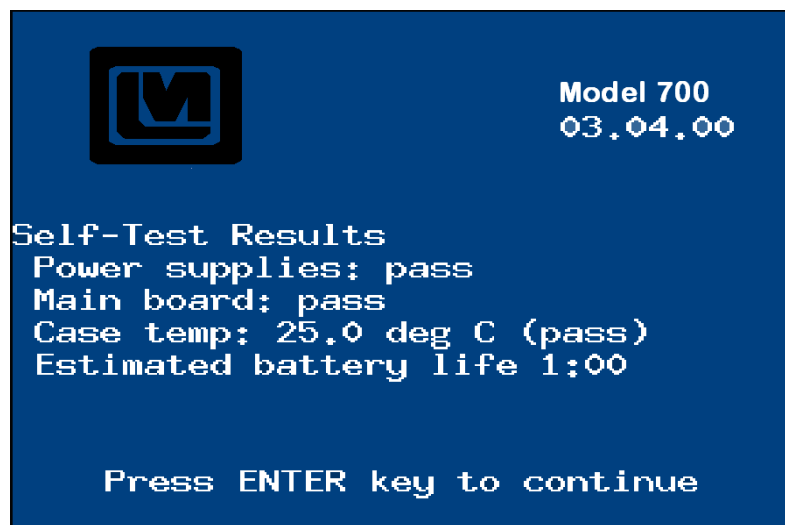 Model 700
03.04.00
Self-Test Results
Power supplies: pass
Main board: pass
Case temp: 25.0 deg C (pass)
Estimated battery life 1:00
Press ENTER key to continue